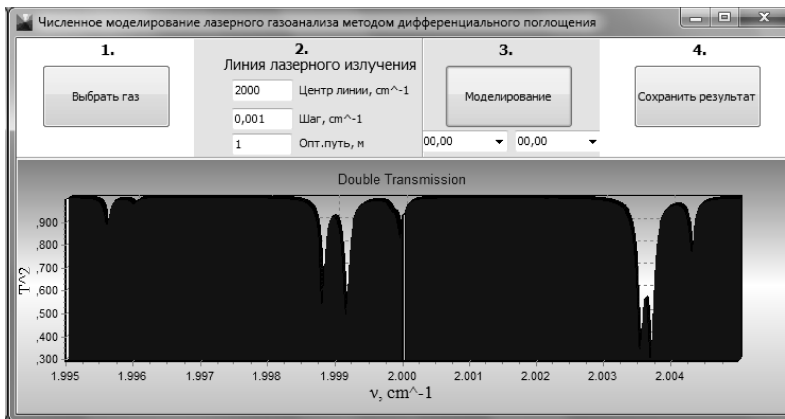 Численное моделирование лазерного газоанализа методом дифференциального поглощения
1.
Выбрать газ
2.
Линия лазерного излучения
2000 Центр линии, cm^-1
0,001 Шаг, cm^-1
1 Опт.путь, м
3.
Моделирование
00,00 00,00
4.
Сохранить результат
Double Transmission
T^2
,900
,800
,700
,600
,500
,400
,300
1.995 1.996 1.997 1.998 1.999 2.000 2.001 2.002 2.003 2.004
ν, cm^-1